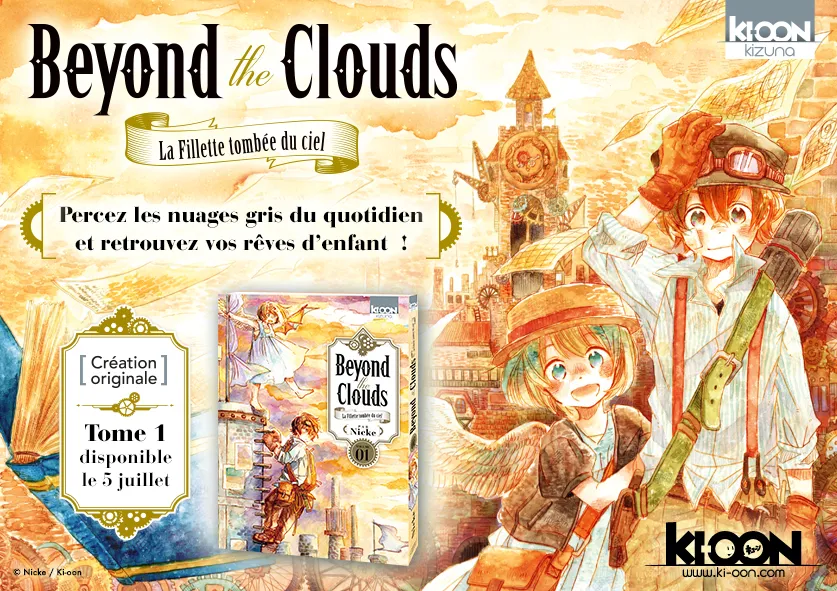 Beyond the Clouds
La Fillette tombée du ciel
KI-OON
kizuna
Percez les nuages gris du quotidien
et retrouvez vos rêves d'enfant !
[Création
originale]
Tome 1
disponible
le 5 juillet
KI-OON
kizuna
Beyond
the
Clouds
La Fillette tombée du ciel
Nicke
01
Beyond the Clouds
Nicke
© Nicke / Ki-oon
KI-OON
www.ki-oon.com